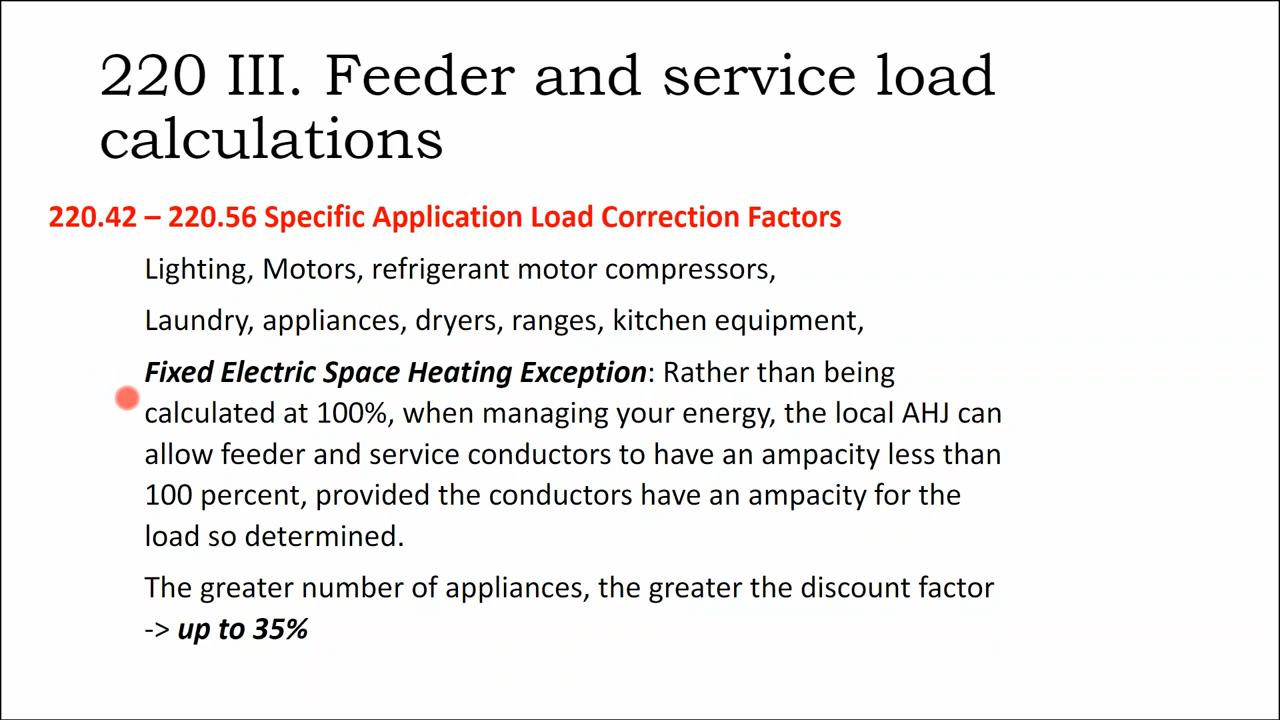 220 III. Feeder and service load
calculations
220.42 – 220.56 Specific Application Load Correction Factors
Lighting, Motors, refrigerant motor compressors,
Laundry, appliances, dryers, ranges, kitchen equipment,
Fixed Electric Space Heating Exception: Rather than being
calculated at 100%, when managing your energy, the local AHJ can
allow feeder and service conductors to have an ampacity less than
100 percent, provided the conductors have an ampacity for the
load so determined.
The greater number of appliances, the greater the discount factor
-> up to 35%